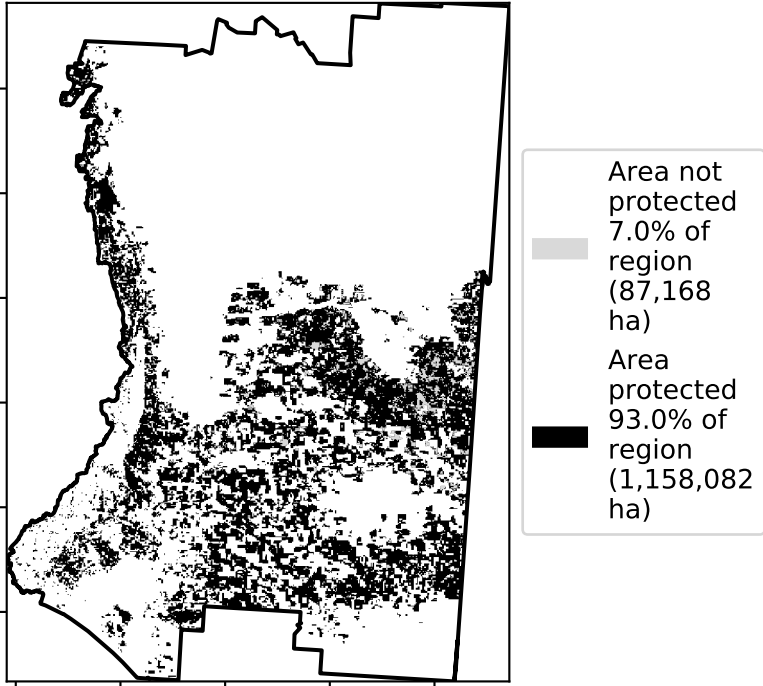 Area not
protected
7.0% of
region
(87,168
ha)
Area
protected
93.0% of
region
(1,158,082
ha)